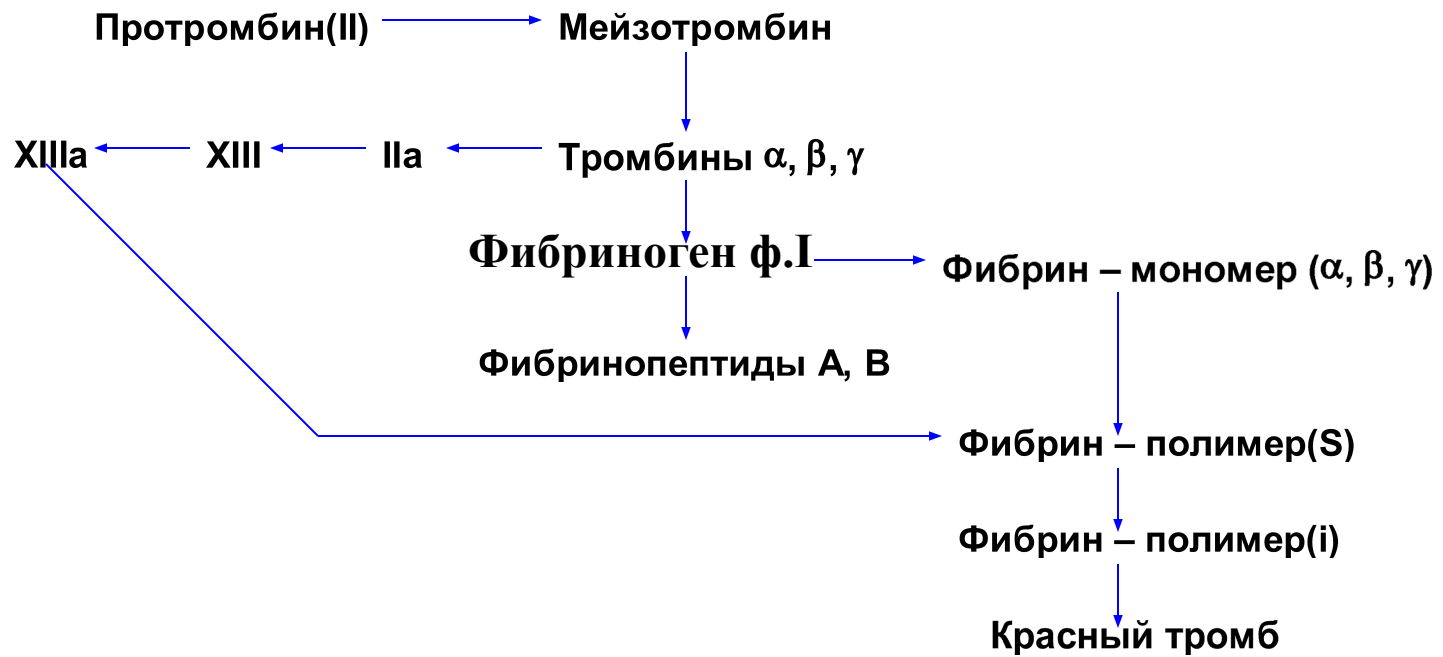 Протромбин(II) Мейзотромбин
XIIIa XIII IIa Тромбины α, β, γ
Фибриноген ф.I Фибрин – мономер (α, β, γ)
Фибринопептиды А, В
Фибрин – полимер(S)
Фибрин – полимер(i)
Красный тромб